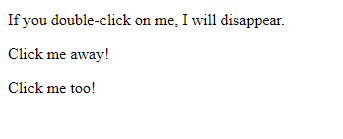 If you double-click on me, I will disappear.
Click me away!
Click me too!